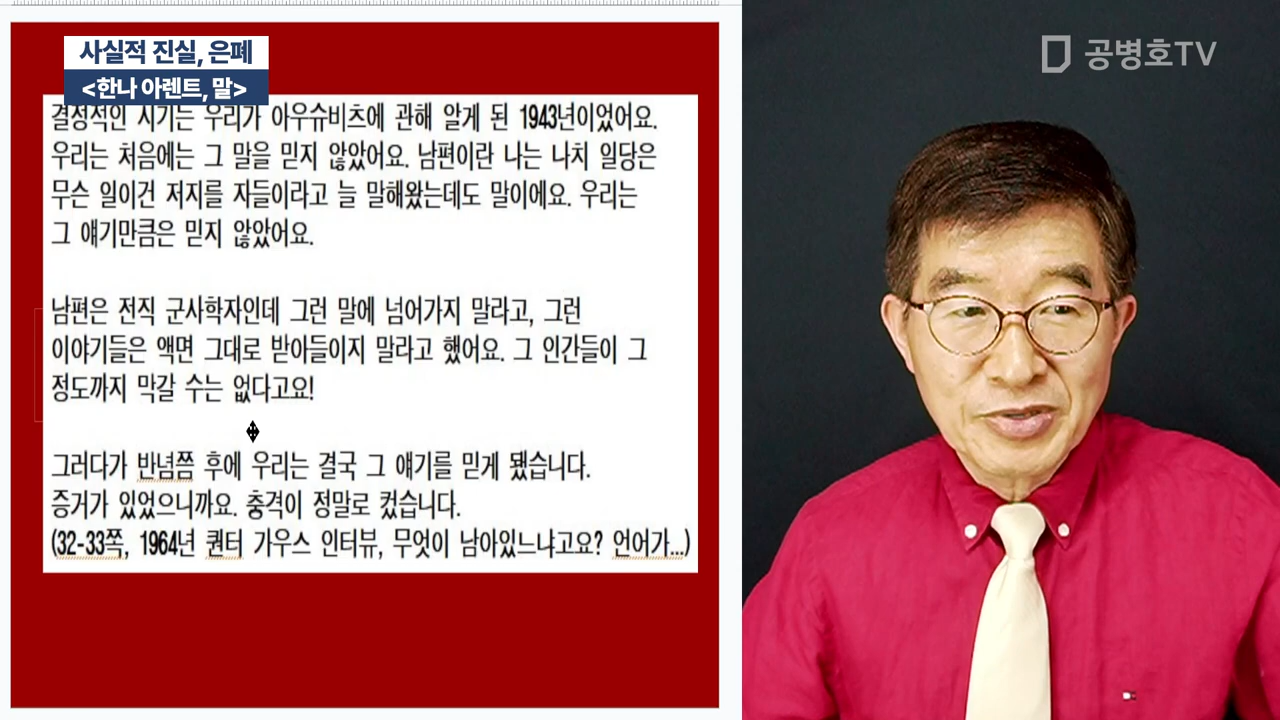 사실적 진실, 은폐
<한나 아렌트, 말>
결정적인 시기는 우리가 아우슈비츠에 관해 알게 된 1943년이었어요.
우리는 처음에는 그 말을 믿지 않았어요. 남편이란 나는 나치 일당은
무슨 일이건 저지를 자들이라고 늘 말해왔는데도 말이에요. 우리는
그 얘기만큼은 믿지 않았어요.
남편은 전직 군사학자인데 그런 말에 넘어가지 말라고, 그런
이야기들은 액면 그대로 받아들이지 말라고 했어요. 그 인간들이 그
정도까지 막갈 수는 없다고요!
그러다가 반념쯤 후에 우리는 결국 그 얘기를 믿게 됐습니다.
증거가 있었으니까요. 충격이 정말로 컸습니다.
(32-33쪽, 1964년 퀀터 가우스 인터뷰, 무엇이 남아있느냐고요? 언어가...)
공병호TV